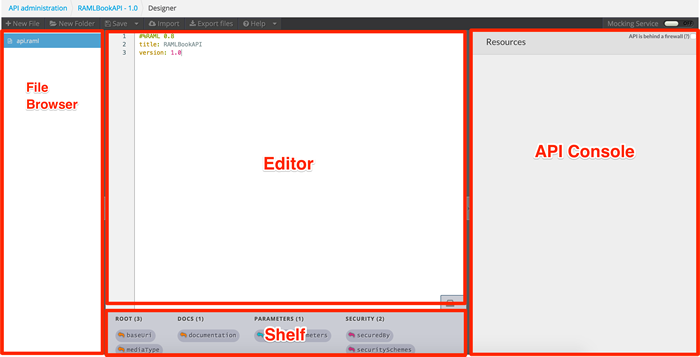 API administration RAMLBookAPI - 1.0 Designer
+ New File New Folder Save Import Export files Help Mocking Service OFF
api.raml
1 #%RAML 0.8
2 title: RAMLBookAPI
3 version: 1.0
API is behind a firewall (?)
Resources
File
Browser
Editor
API Console
ROOT (3) DOCS (1) PARAMETERS (1) SECURITY (2)
baseUri documentation securedBy
Shelf
mediaType securitySchemes